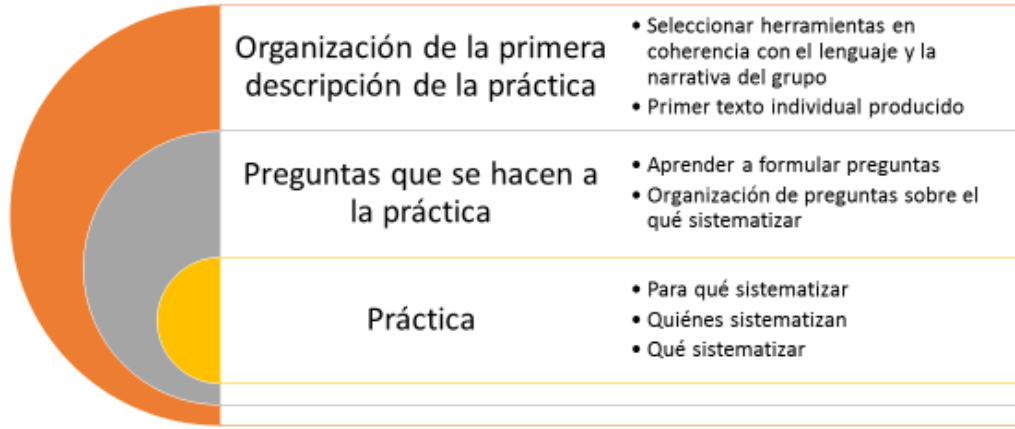 Organización de la primera
descripción de la práctica
• Seleccionar herramientas en
coherencia con el lenguaje y la
narrativa del grupo
• Primer texto individual producido
Preguntas que se hacen a
la práctica
• Aprender a formular preguntas
• Organización de preguntas sobre el
qué sistematizar
Práctica
• Para qué sistematizar
• Quiénes sistematizan
• Qué sistematizar